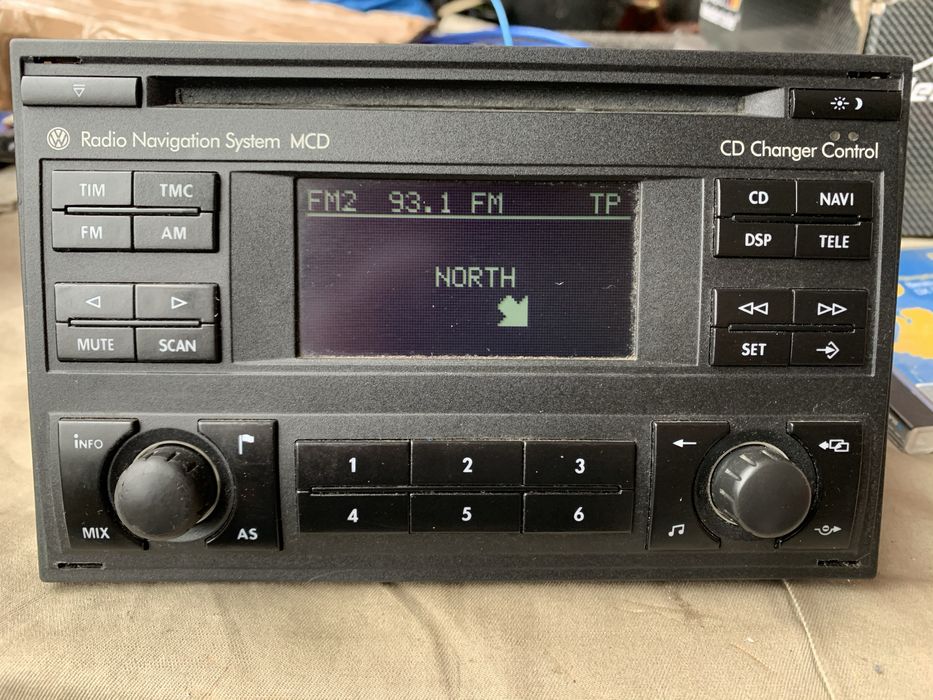 Radio Navigation System MCD
CD Changer Control
TIM TMC
FM AM
FM2 93.1 FM TP
NORTH
CD NAVI
DSP TELE
MUTE SCAN
SET
INFO
MIX AS
1 2 3
4 5 6